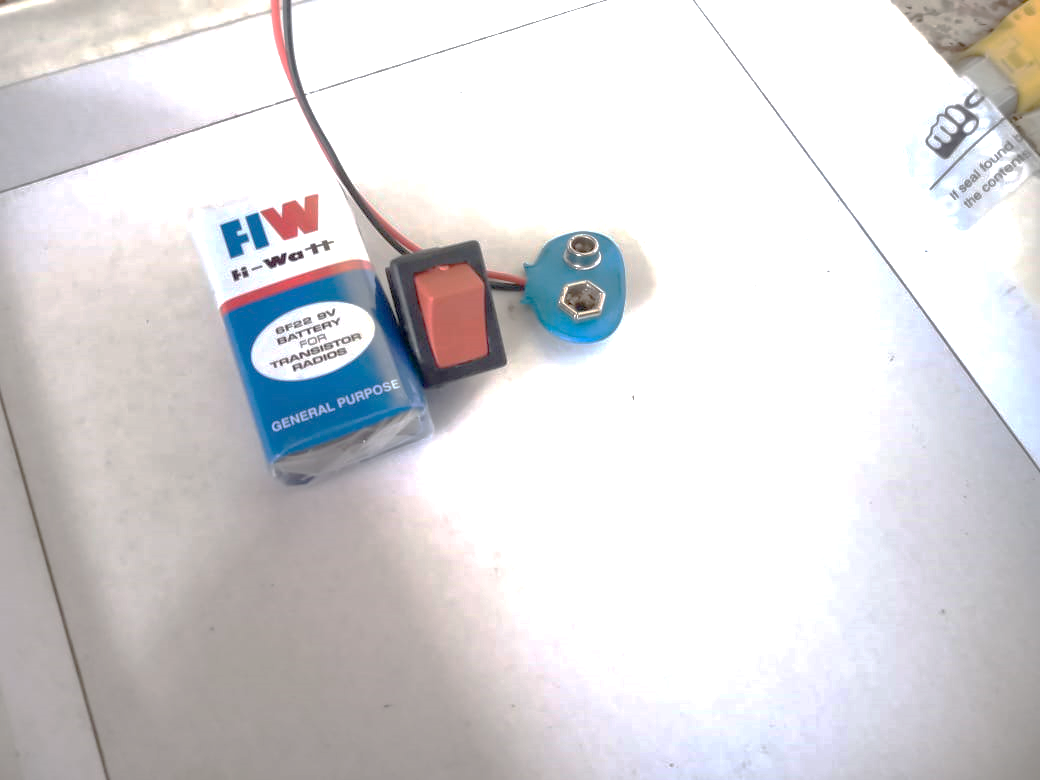 HW
Hi-Watt
6F22 9V
BATTERY
FOR
TRANSISTOR
RADIOS
GENERAL PURPOSE
If seal found
the contents